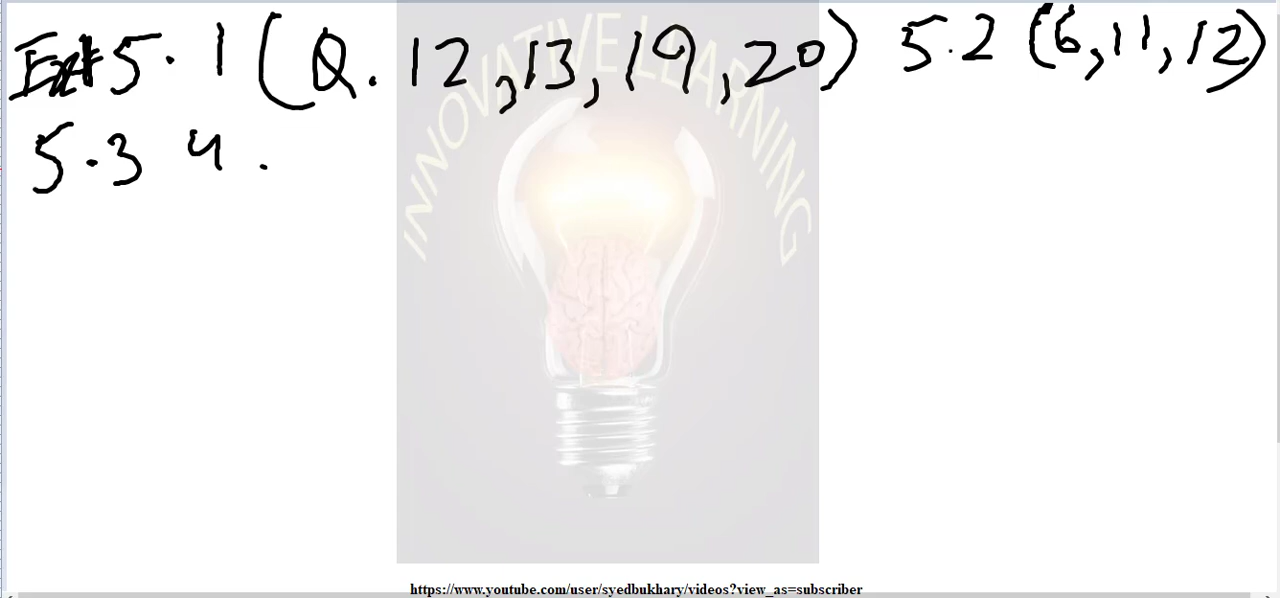 Ex# 5.1 (Q. 12,13,19,20) 5.2 (6,11,12)
5.3 4.
INNOVATIVE LEARNING
https://www.youtube.com/user/syedbukhary/videos?view_as=subscriber